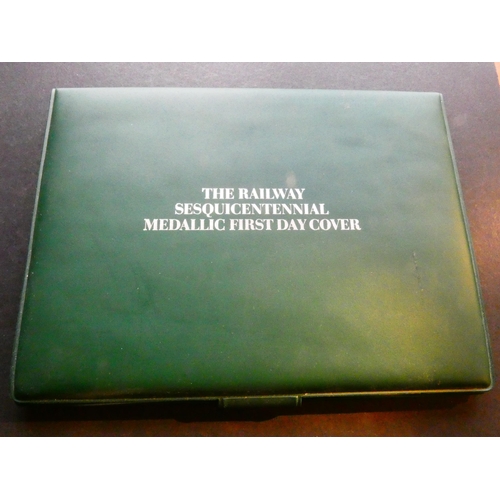 THE RAILWAY
SESQUICENTENNIAL
MEDALLIC FIRST DAY COVER